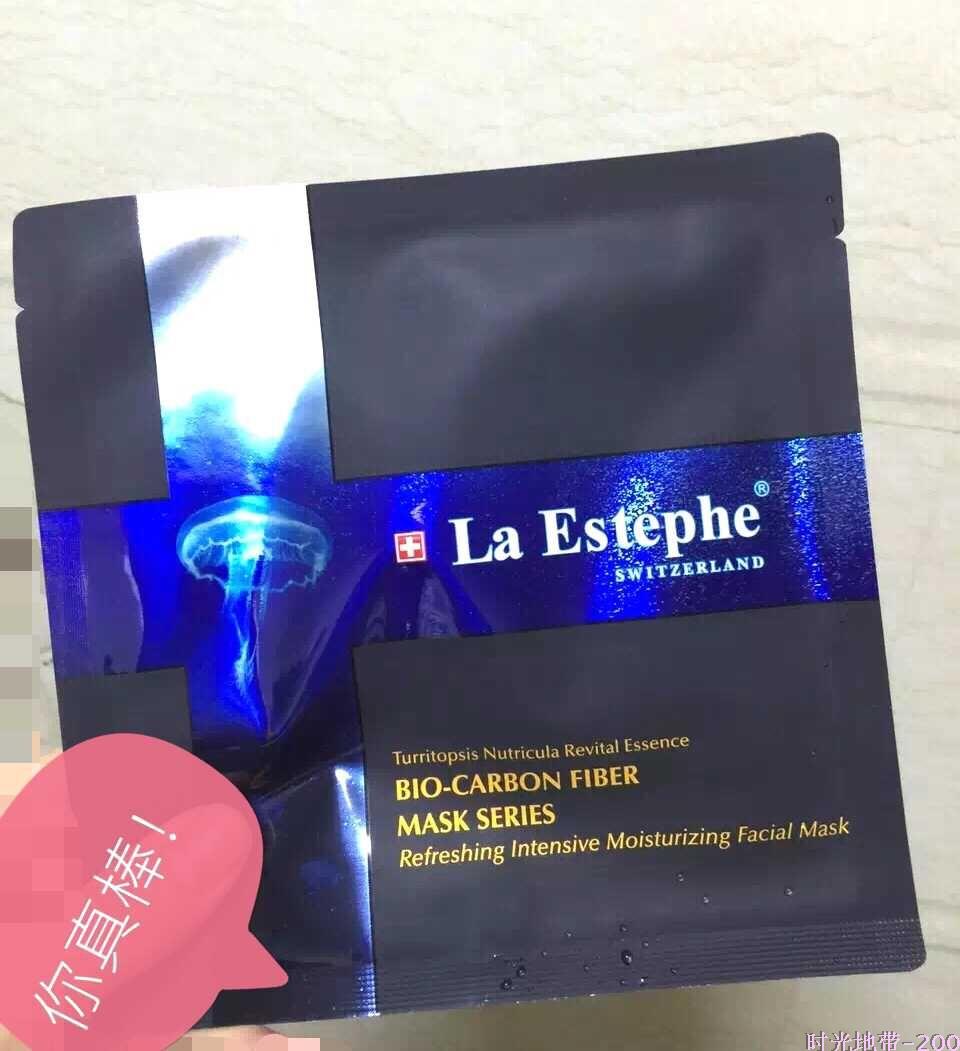 La Estephe®
SWITZERLAND
Turritopsis Nutricula Revital Essence
BIO-CARBON FIBER
MASK SERIES
Refreshing Intensive Moisturizing Facial Mask
你真棒!
时光地带-200